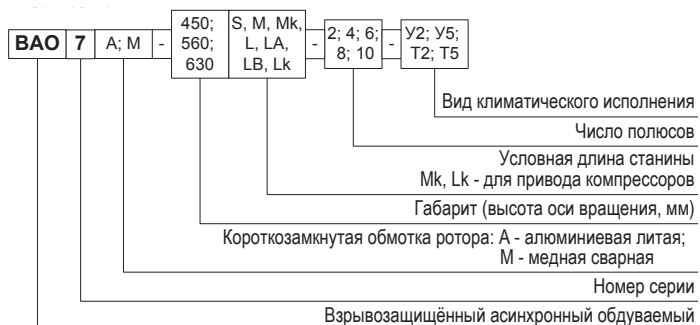 450; S, M, Mk, 2; 4; 6; У2; У5;
ВАО 7 А; М - 560; L, LA, - 8; 10 - Т2; Т5
630 LB, Lk
Вид климатического исполнения
Число полюсов
Условная длина станины
Mk, Lk - для привода компрессоров
Габарит (высота оси вращения, мм)
Короткозамкнутая обмотка ротора: А - алюминиевая литая;
М - медная сварная
Номер серии
Взрывозащищённый асинхронный обдуваемый